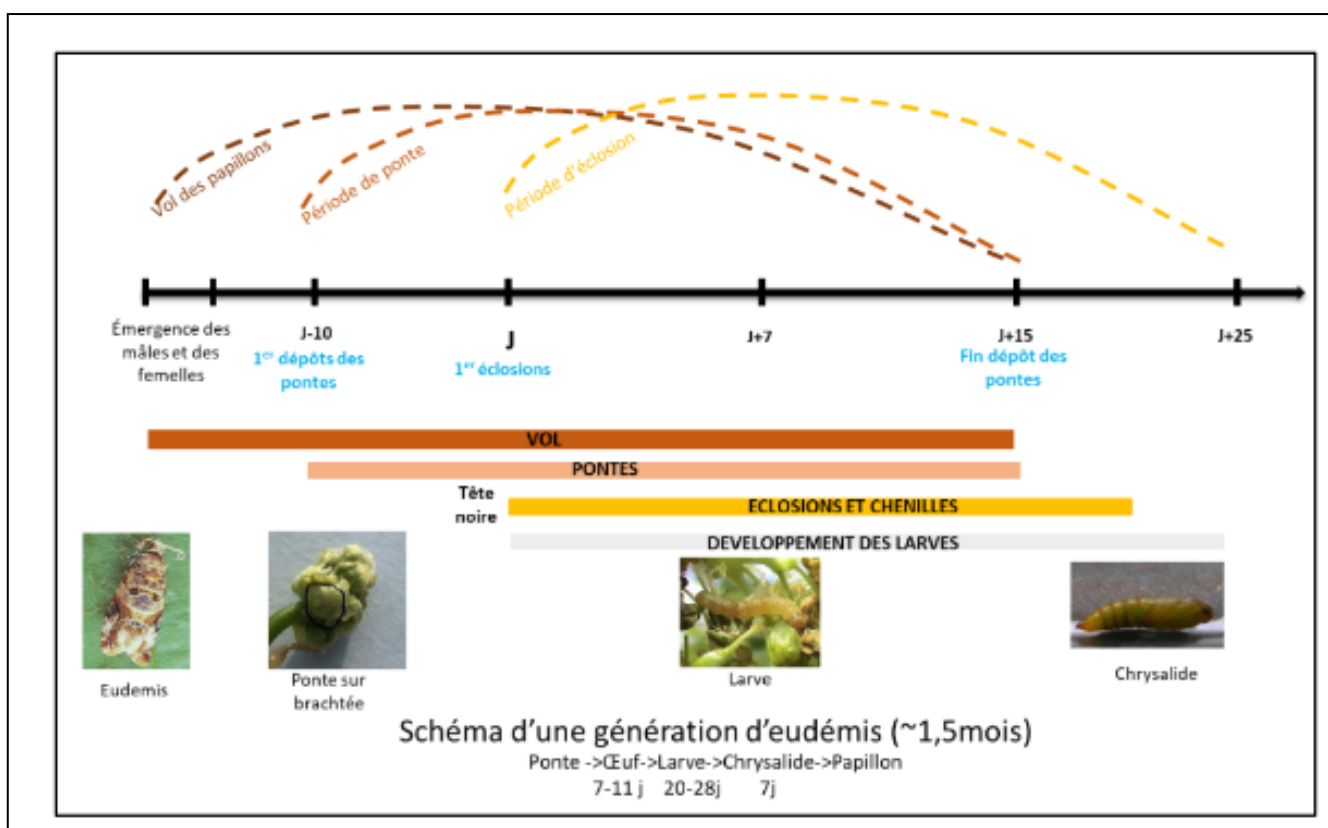 Vol des papillons
Période de ponte
Période d'éclosion
Émergence des
mâles et des
femelles
J-10
1er dépôts des
pontes
J
1er éclosions
J+7
J+15
Fin dépôt des
pontes
J+25
VOL
PONTES
Tête
noire
ECLOSIONS ET CHENILLES
DEVELOPPEMENT DES LARVES
Eudemis
Ponte sur
brachtée
Larve
Chrysalide
Schéma d'une génération d'eudémis (~1,5mois)
Ponte ->Œuf->Larve->Chrysalide->Papillon
7-11 j 20-28j 7j